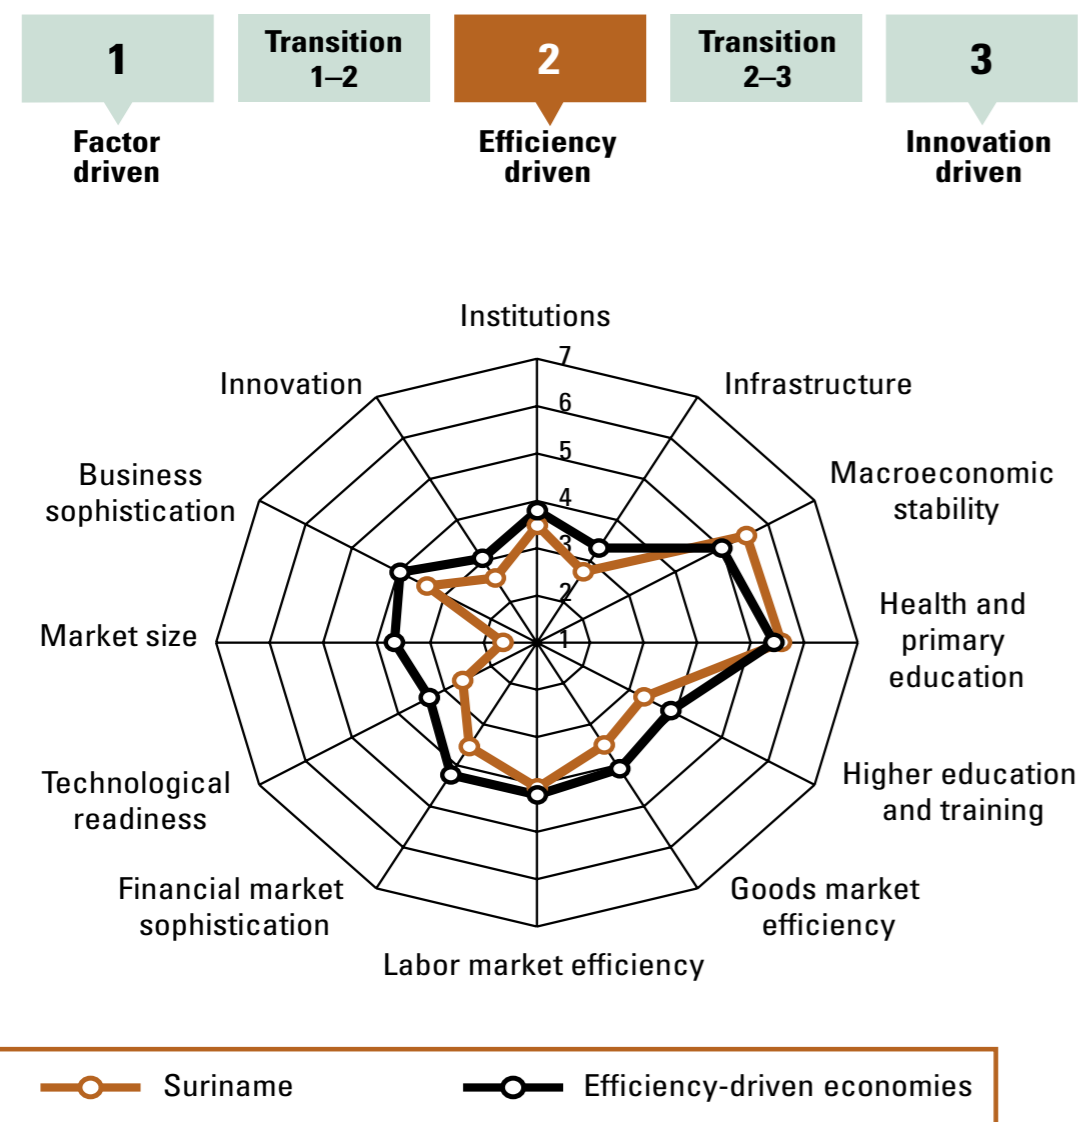 1
Transition
1–2
2
Transition
2–3
3
Factor
driven
Efficiency
driven
Innovation
driven
Institutions
7
Innovation
Infrastructure
6
5
Business
sophistication
Macroeconomic
stability
4
3
2
Market size
1
Health and
primary
education
Technological
readiness
Higher education
and training
Financial market
sophistication
Goods market
efficiency
Labor market efficiency
Suriname
Efficiency-driven economies